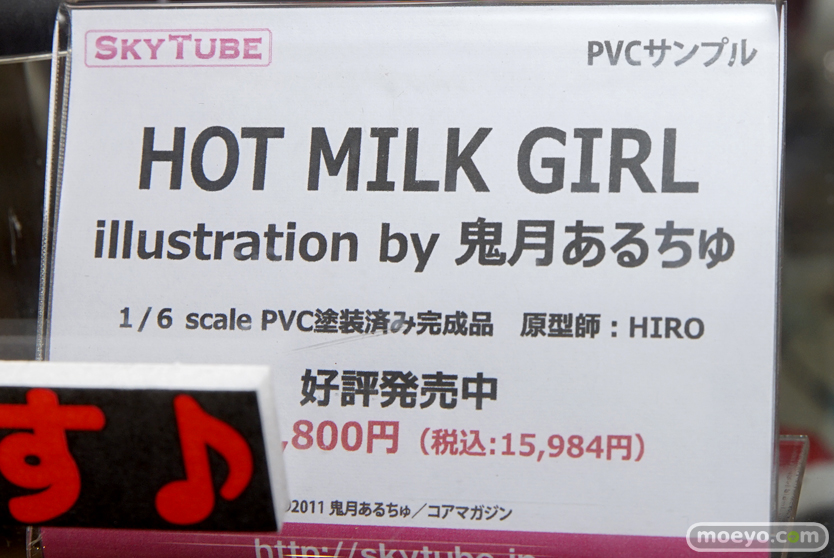 SKYTUBE
PVCサンプル
HOT MILK GIRL
illustration by 鬼月あるちゅ
1/6 scale PVC塗装済み完成品 原型師:HIRO
好評発売中
,800円(税込:15,984円)
す♪
2011 鬼月あるちゅ/コアマガジン
http://skytube.jp
moeyo.com